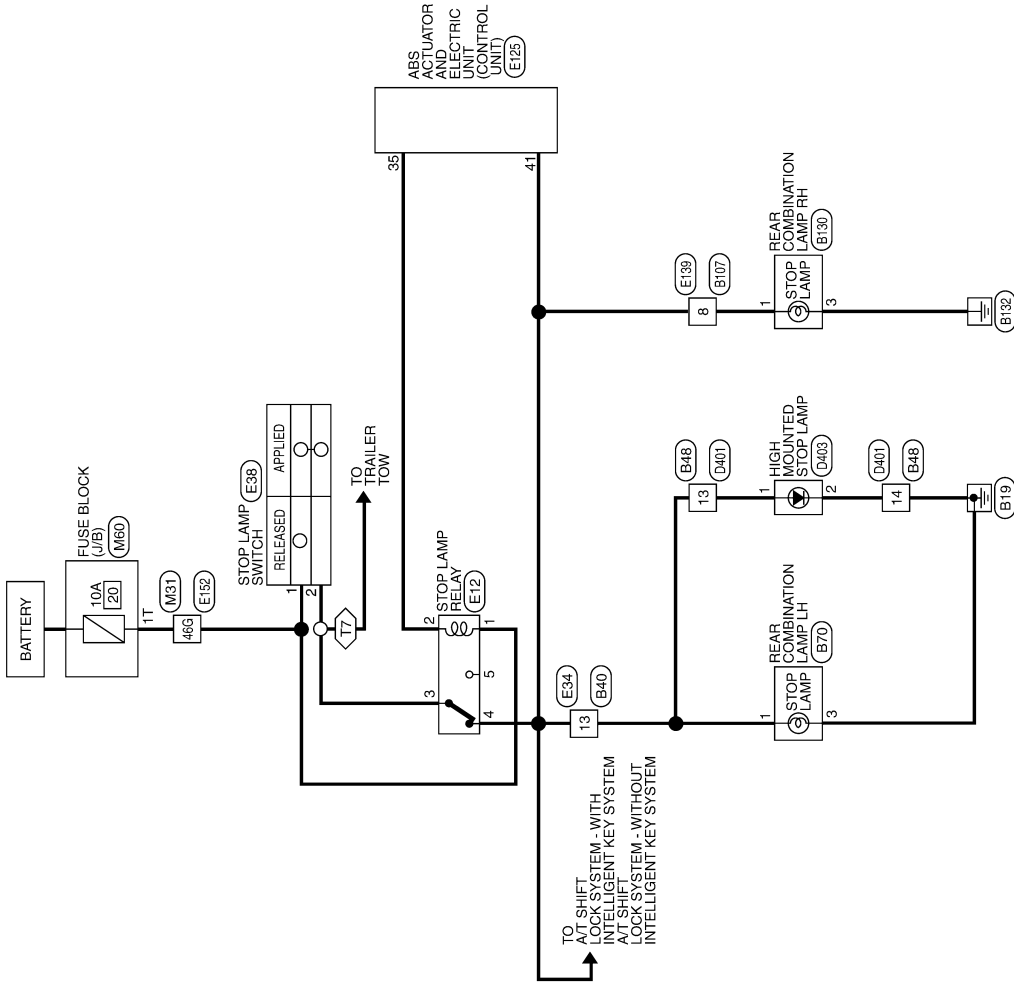 BATTERY
FUSE BLOCK
(J/B)
M60
10A
20
1T
46G
M31
E152
STOP LAMP
SWITCH
E38
RELEASED
APPLIED
1
2
T7
TO
TRAILER
TOW
STOP LAMP
RELAY
E12
2
1
3
5
4
ABS
ACTUATOR
AND
ELECTRIC
UNIT
(CONTROL
UNIT)
E125
35
41
TO
A/T SHIFT
LOCK SYSTEM - WITH
INTELLIGENT KEY SYSTEM
A/T SHIFT
LOCK SYSTEM - WITHOUT
INTELLIGENT KEY SYSTEM
E34
13
B40
REAR
COMBINATION
LAMP LH
B70
1
STOP
LAMP
3
B48
13
D401
HIGH
MOUNTED
STOP LAMP
D403
1
2
D401
14
B48
B19
E139
8
B107
REAR
COMBINATION
LAMP RH
B130
1
STOP
LAMP
3
B132